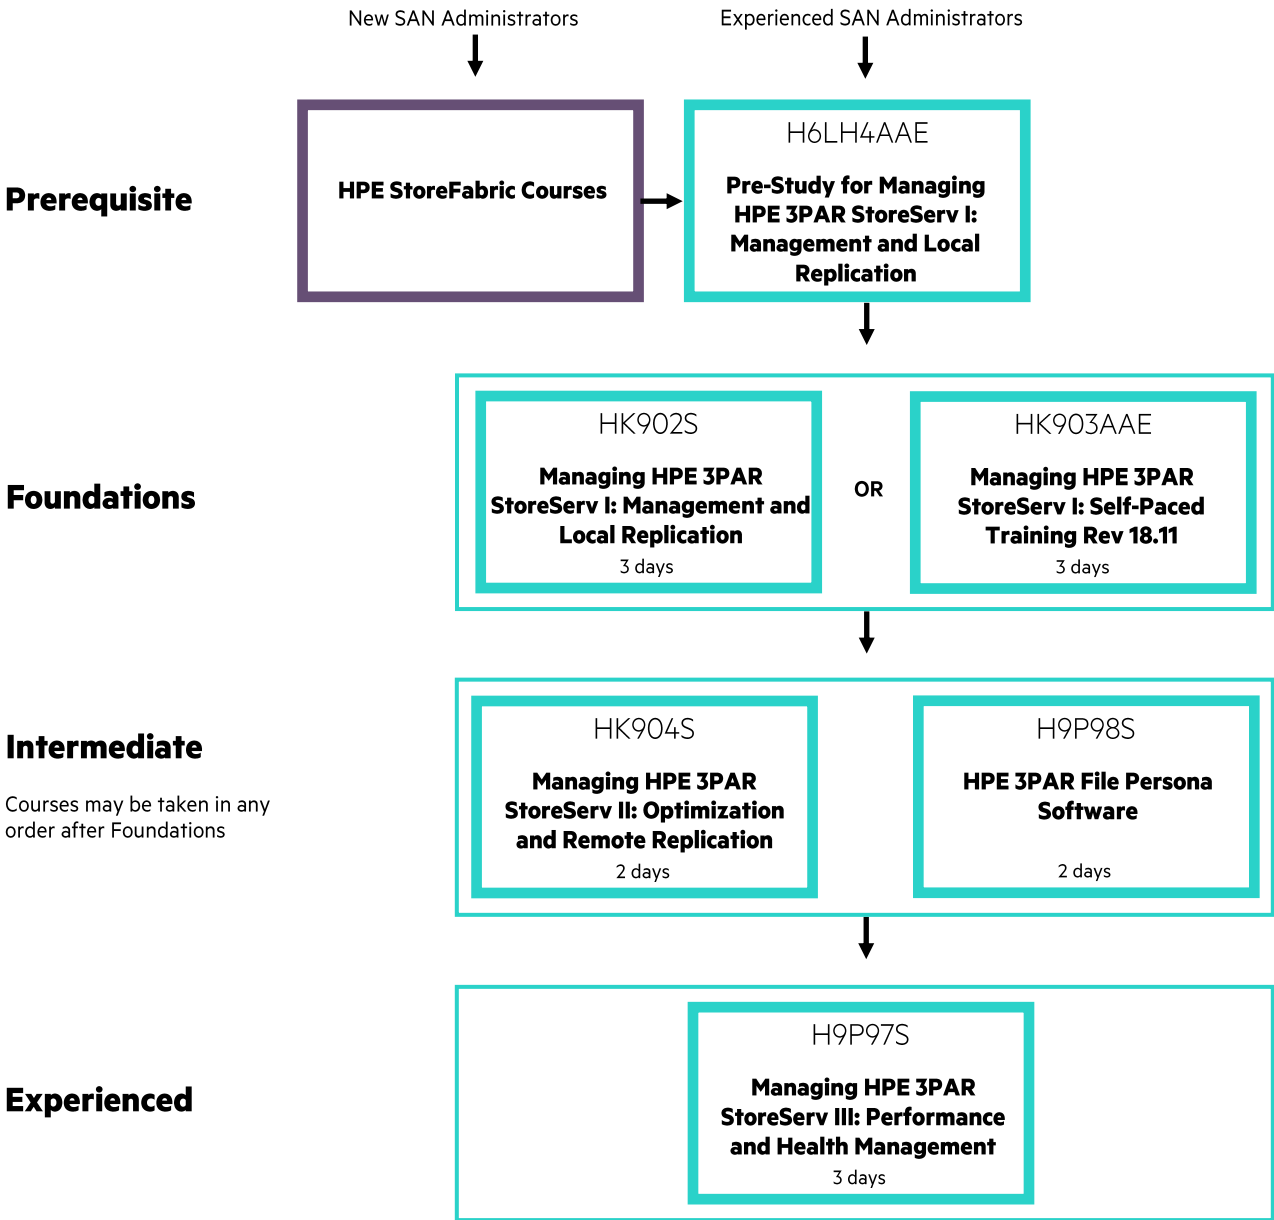 New SAN Administrators
Experienced SAN Administrators
Prerequisite
HPE StoreFabric Courses
H6LH4AAE
Pre-Study for Managing
HPE 3PAR StoreServ I:
Management and Local
Replication
Foundations
HK902S
Managing HPE 3PAR
StoreServ I: Management and
Local Replication
3 days
OR
HK903AAE
Managing HPE 3PAR
StoreServ I: Self-Paced
Training Rev 18.11
3 days
Intermediate
Courses may be taken in any
order after Foundations
HK904S
Managing HPE 3PAR
StoreServ II: Optimization
and Remote Replication
2 days
H9P98S
HPE 3PAR File Persona
Software
2 days
Experienced
H9P97S
Managing HPE 3PAR
StoreServ III: Performance
and Health Management
3 days